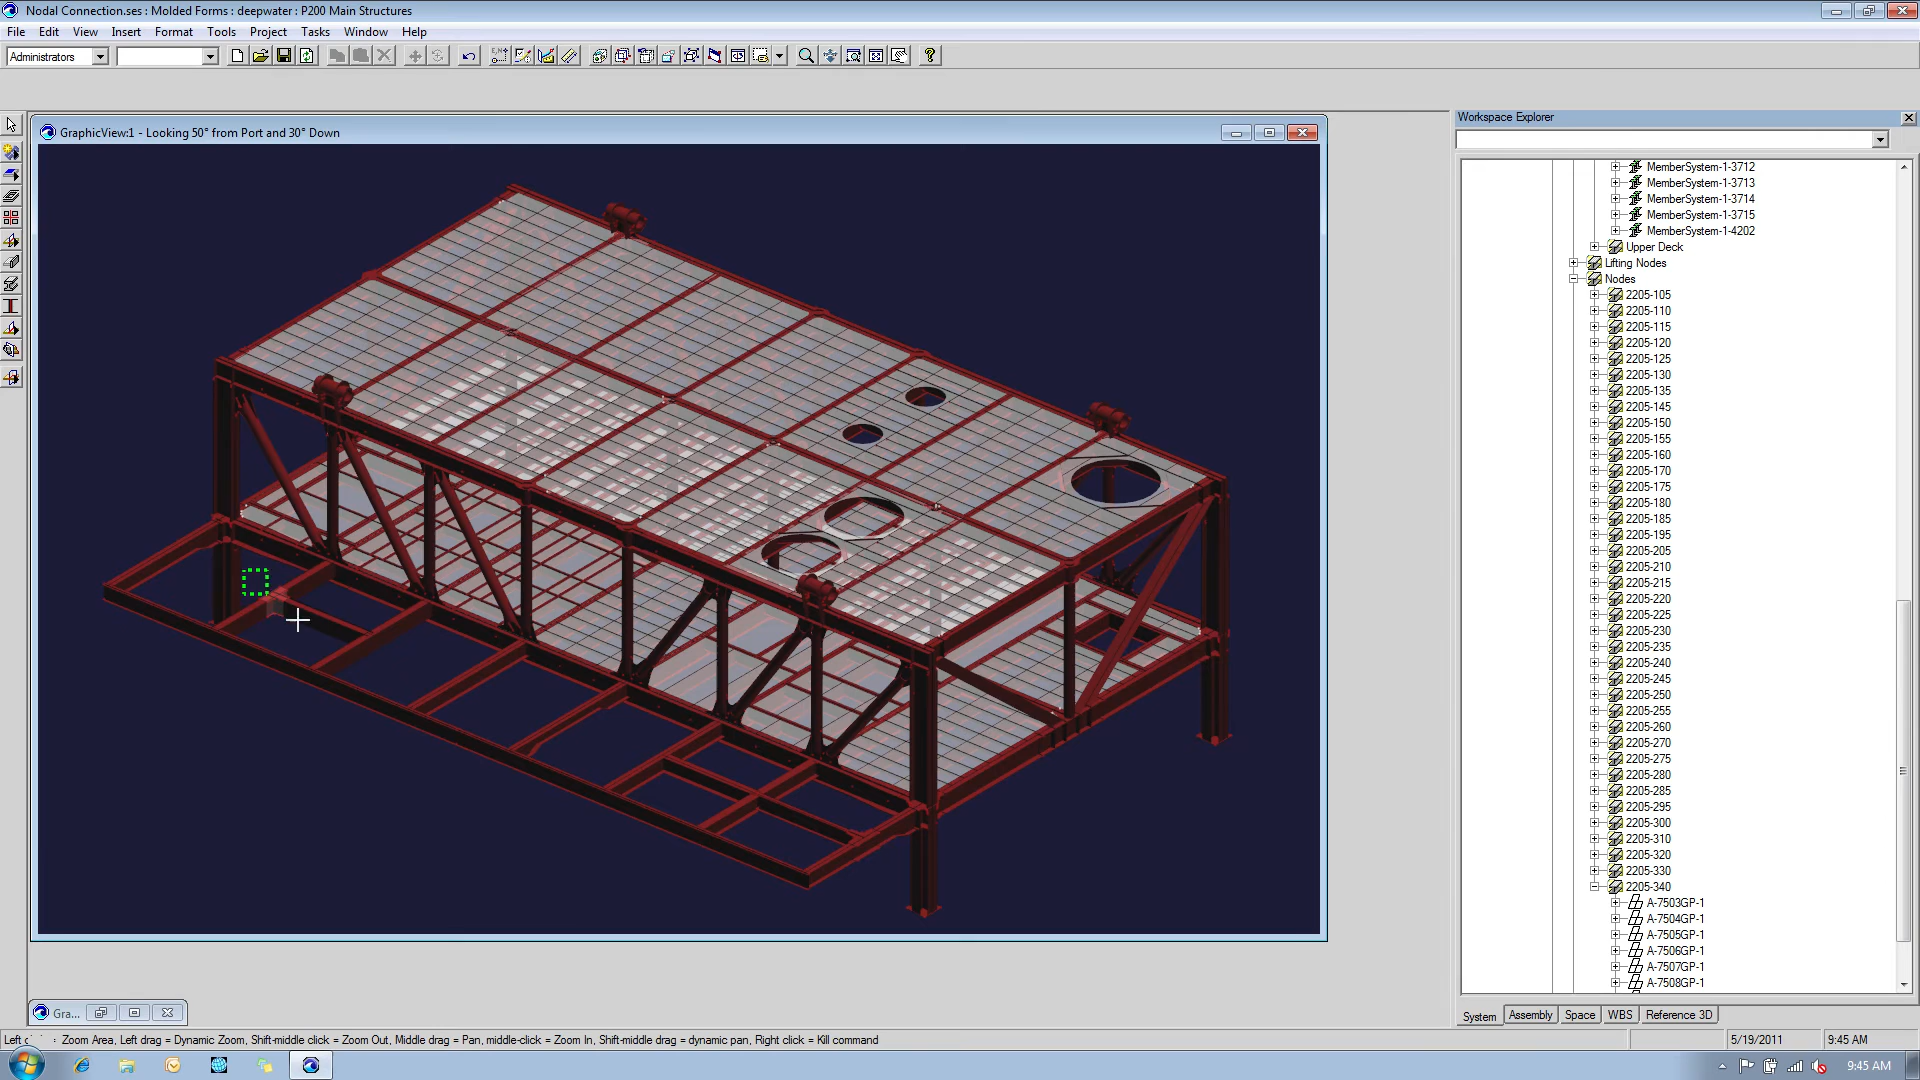 Nodal Connection.ses : Molded Forms : deepwater : P200 Main Structures
File Edit View Insert Format Tools Project Tasks Window Help
Administrators
GraphicView:1 - Looking 50° from Port and 30° Down
Workspace Explorer
MemberSystem-1-3712
MemberSystem-1-3713
MemberSystem-1-3714
MemberSystem-1-3715
MemberSystem-1-4202
Upper Deck
Lifting Nodes
Nodes
2205-105
2205-110
2205-115
2205-120
2205-125
2205-130
2205-135
2205-145
2205-150
2205-155
2205-160
2205-170
2205-175
2205-180
2205-185
2205-195
2205-205
2205-210
2205-215
2205-220
2205-225
2205-230
2205-235
2205-240
2205-245
2205-250
2205-255
2205-260
2205-270
2205-275
2205-280
2205-285
2205-295
2205-300
2205-310
2205-320
2205-330
2205-340
A-7503GP-1
A-7504GP-1
A-7505GP-1
A-7506GP-1
A-7507GP-1
A-7508GP-1
System Assembly Space WBS Reference 3D
Gra...
Left c : Zoom Area, Left drag = Dynamic Zoom, Shift-middle click = Zoom Out, Middle drag = Pan, middle-click = Zoom In, Shift-middle drag = dynamic pan, Right click = Kill command
5/19/2011 9:45 AM
9:45 AM